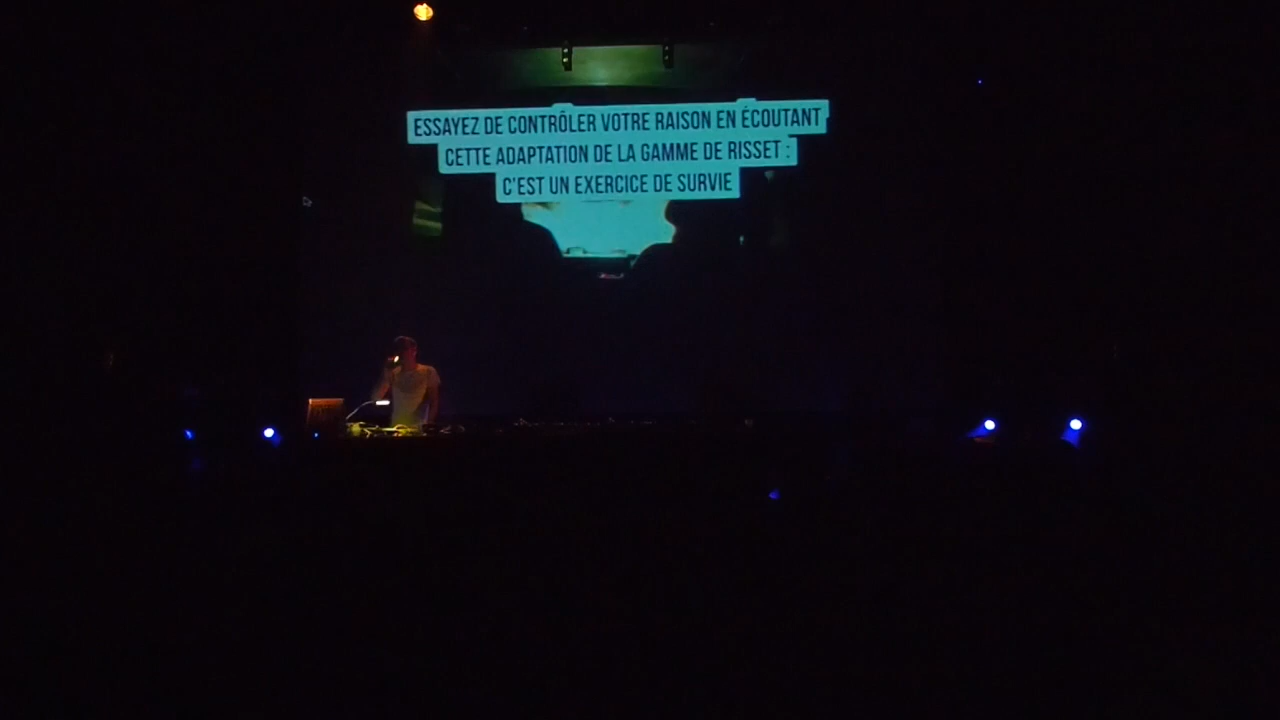 ESSAYEZ DE CONTRÔLER VOTRE RAISON EN ÉCOUTANT
CETTE ADAPTATION DE LA GAMME DE RISSET :
C'EST UN EXERCICE DE SURVIE